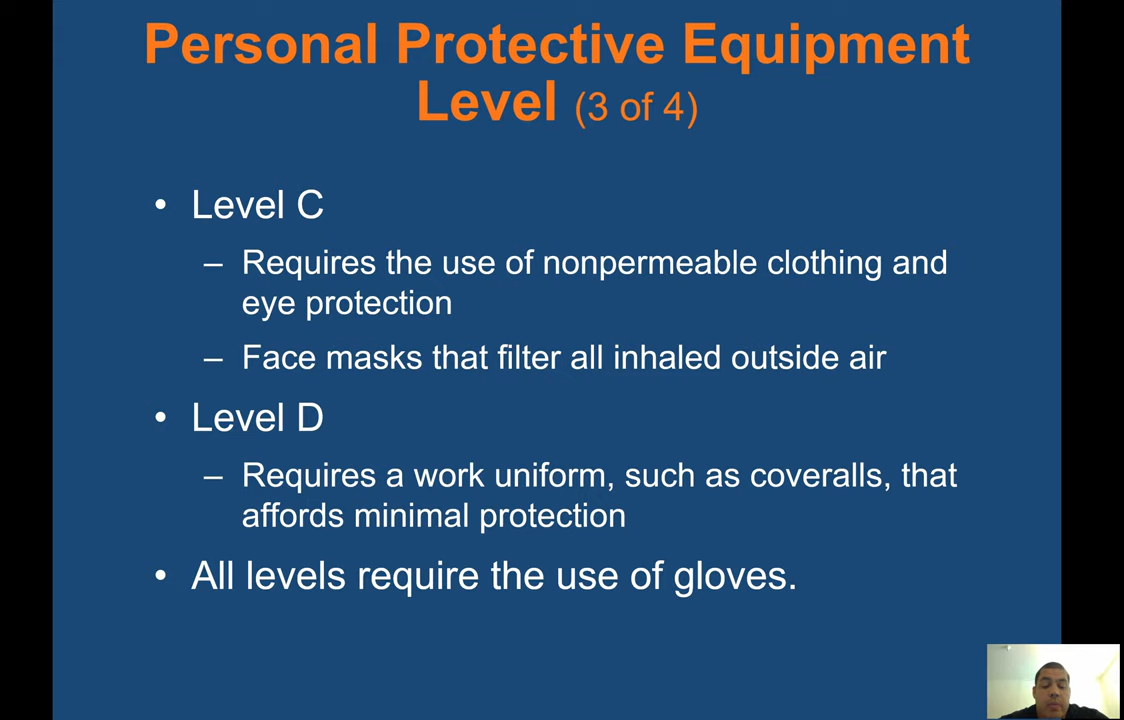 Personal Protective Equipment
Level (3 of 4)
• Level C
– Requires the use of nonpermeable clothing and
eye protection
– Face masks that filter all inhaled outside air
• Level D
– Requires a work uniform, such as coveralls, that
affords minimal protection
• All levels require the use of gloves.